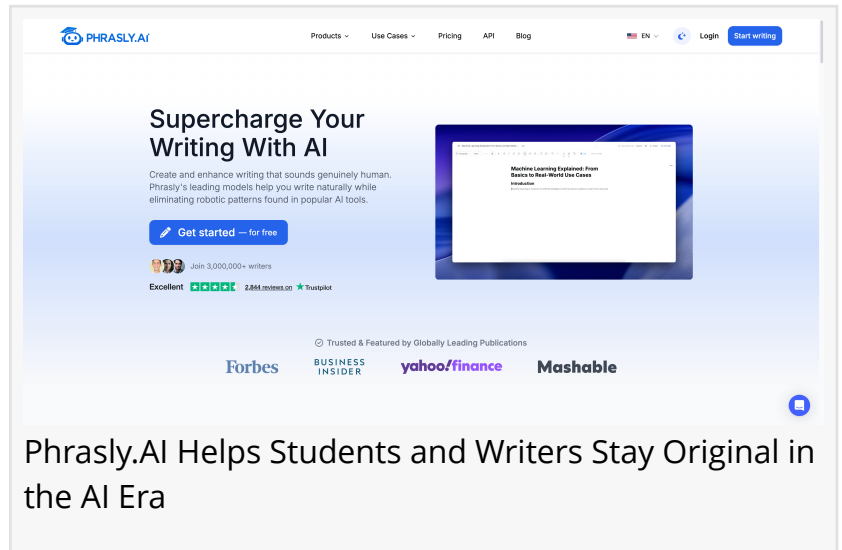 PHRASLY.AI
Products
Use Cases
Pricing
API
Blog
EN
Login
Start writing
Supercharge Your
Writing With AI
Create and enhance writing that sounds genuinely human.
Phrasly's leading models help you write naturally while
eliminating robotic patterns found in popular AI tools.
Get started — for free
Join 3,000,000+ writers
Excellent
2,844 reviews on
Trustpilot
Machine Learning Explained: From
Basics to Real-World Use Cases
Introduction
Trusted & Featured by Globally Leading Publications
Forbes
BUSINESS
INSIDER
yahoo!finance
Mashable
Phrasly.AI Helps Students and Writers Stay Original in
the AI Era